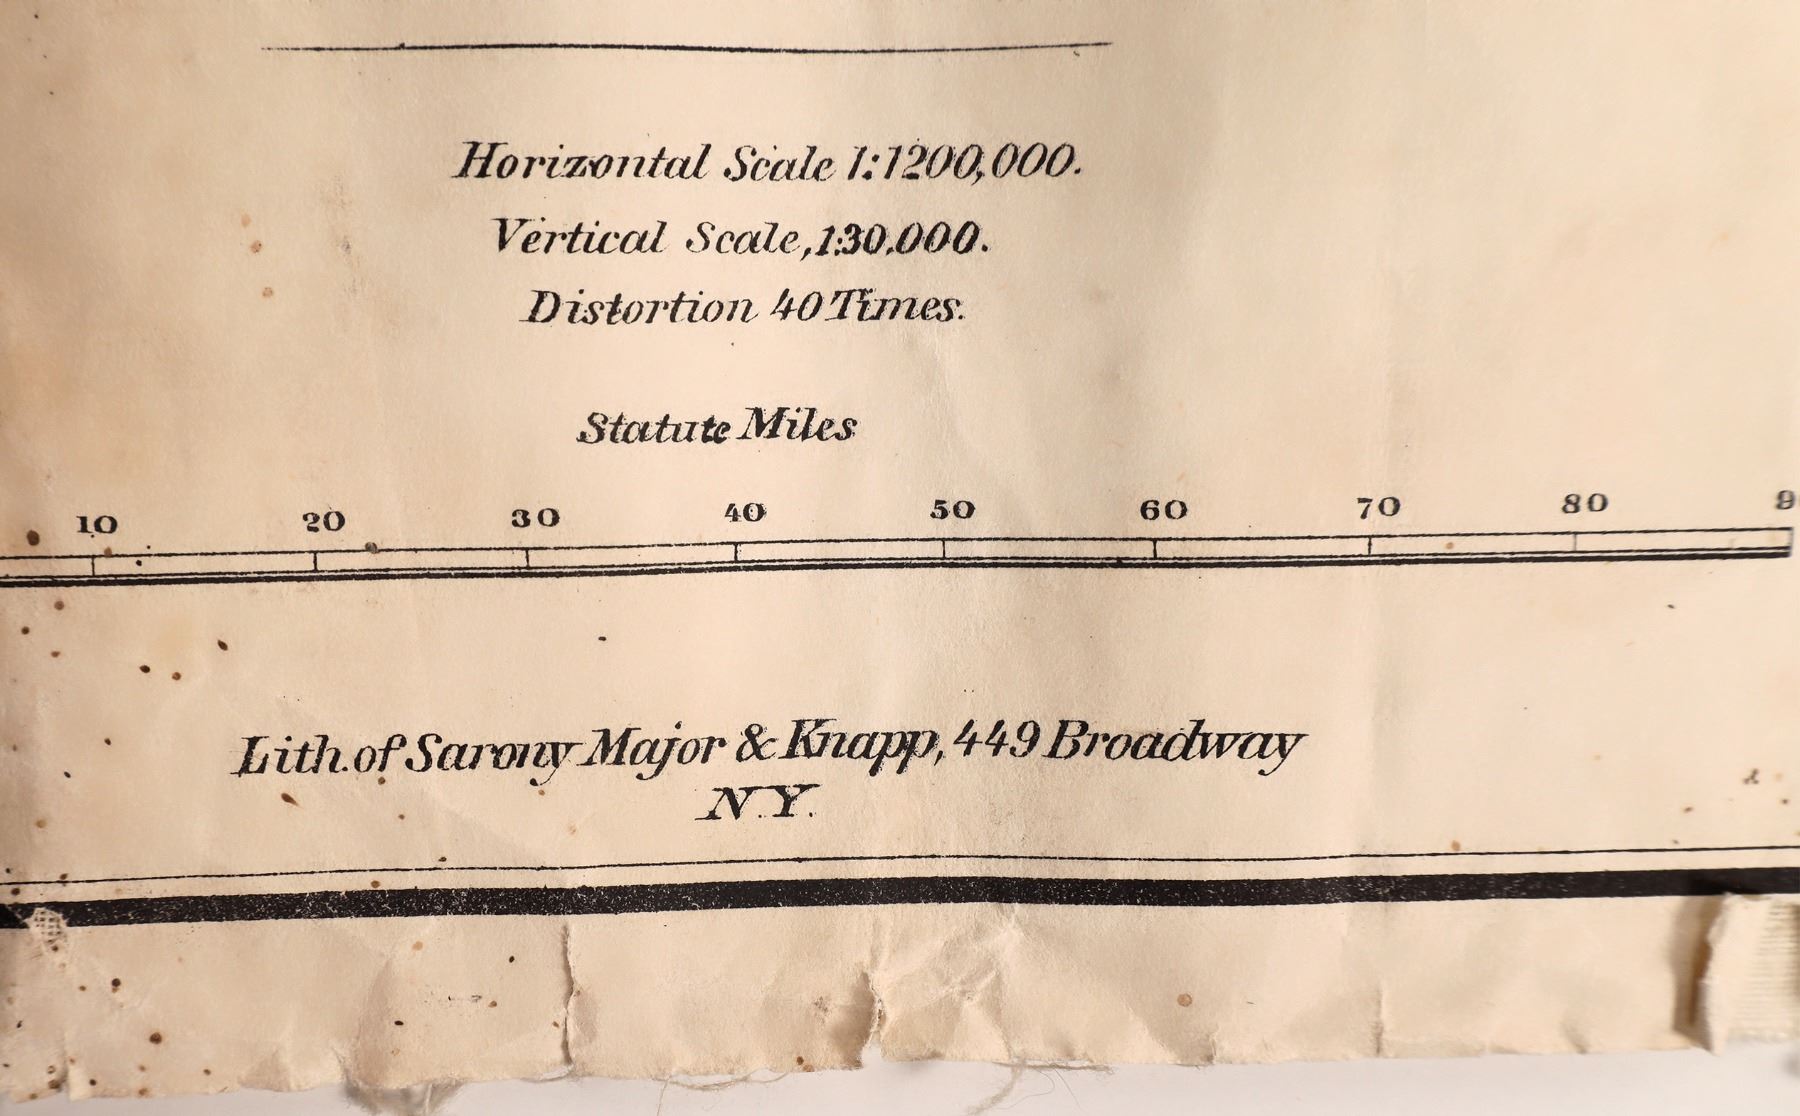 Horizontal Scale 1:1200,000.
Vertical Scale, 1:30.000.
Distortion 40 Times.
Statute Miles
10 20 30 40 50 60 70 80 9
Lith. of Sarony Major & Knapp, 449 Broadway
N.Y.